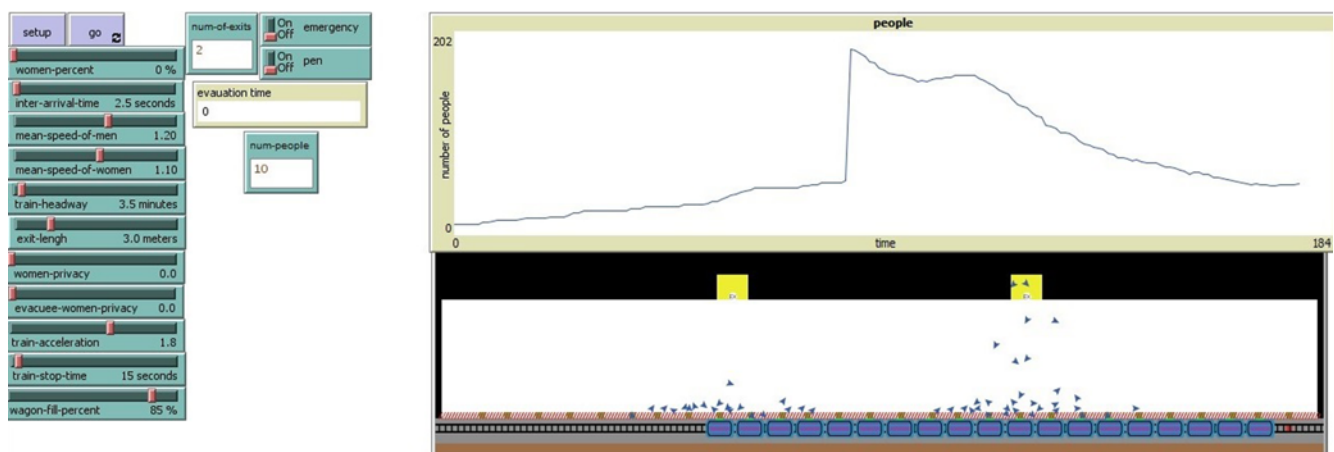 setup
go
num-of-exits
2
On
Off
emergency
On
Off
pen
women-percent 0 %
inter-arrival-time 2.5 seconds
mean-speed-of-men 1.20
mean-speed-of-women 1.10
train-headway 3.5 minutes
exit-lengh 3.0 meters
women-privacy 0.0
evacuee-women-privacy 0.0
train-acceleration 1.8
train-stop-time 15 seconds
wagon-fill-percent 85 %
evauation time
0
num-people
10
people
202
number of people
0
0
time
184